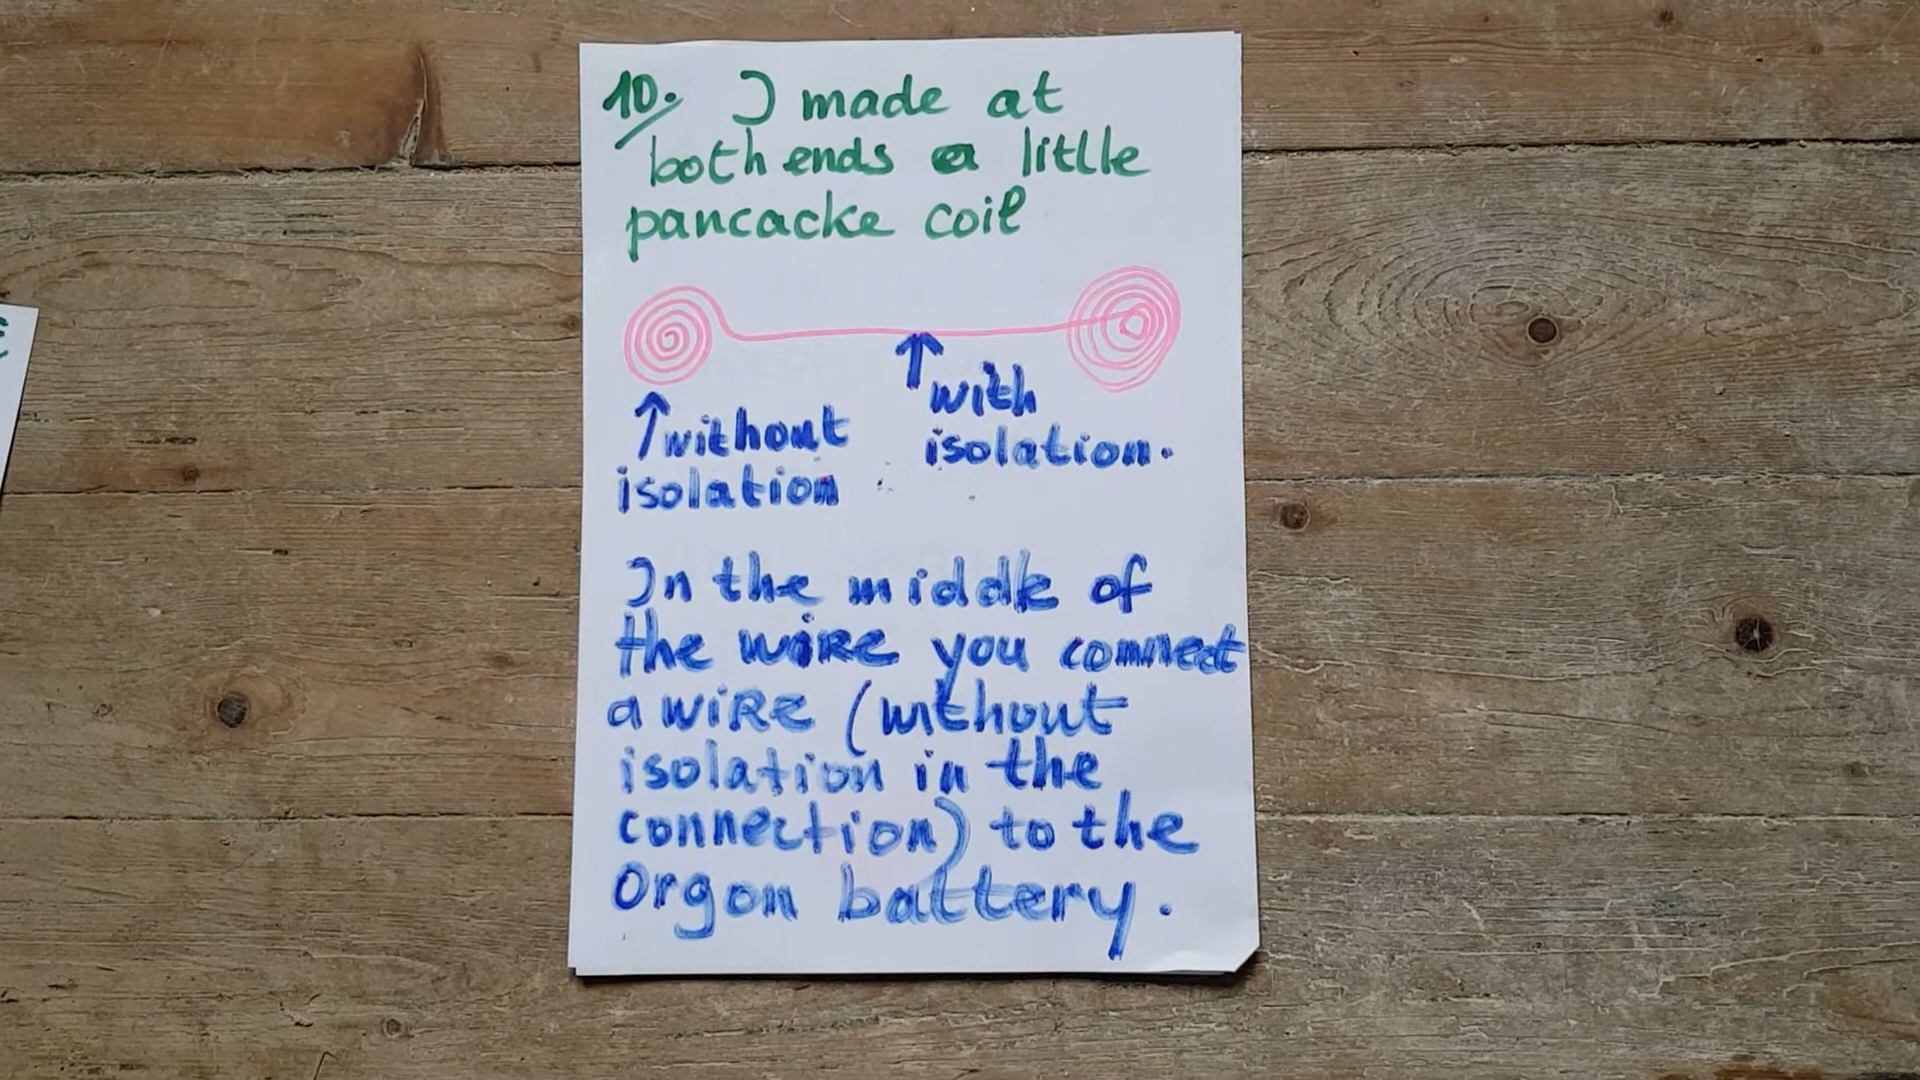 10. I made at
both ends a litlle
pancacke coil
without
isolation
with
isolation.
In the middle of
the wire you connect
a wire (without
isolation in the
connection) to the
Orgon battery.